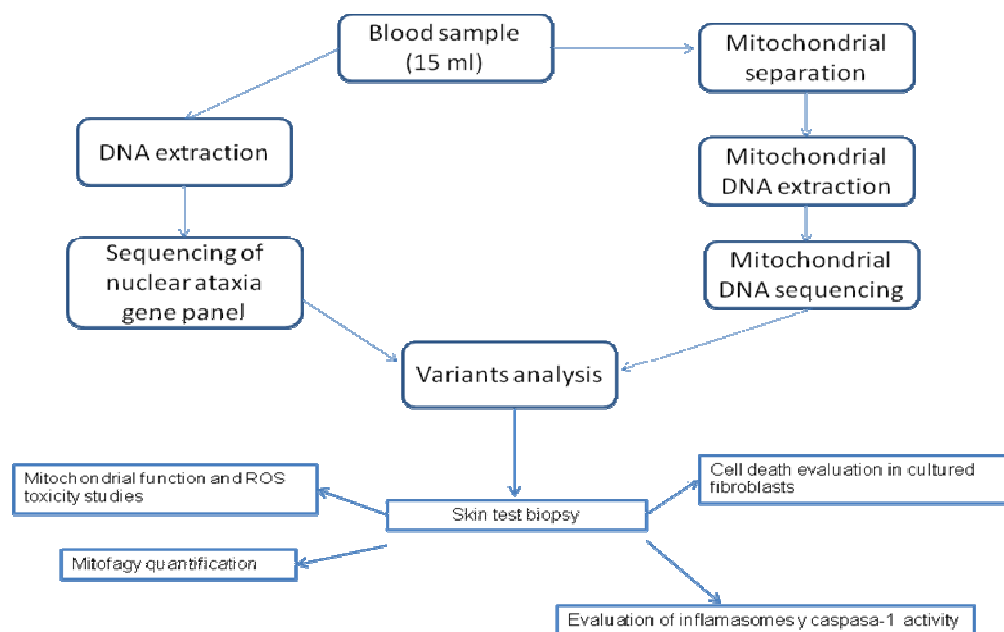 Blood sample
(15 ml)
Mitochondrial
separation
DNA extraction
Mitochondrial
DNA extraction
Sequencing of
nuclear ataxia
gene panel
Mitochondrial
DNA sequencing
Variants analysis
Mitochondrial function and ROS
toxicity studies
Cell death evaluation in cultured
fibroblasts
Skin test biopsy
Mitofagy quantification
Evaluation of inflamasomes y caspasa-1 activity